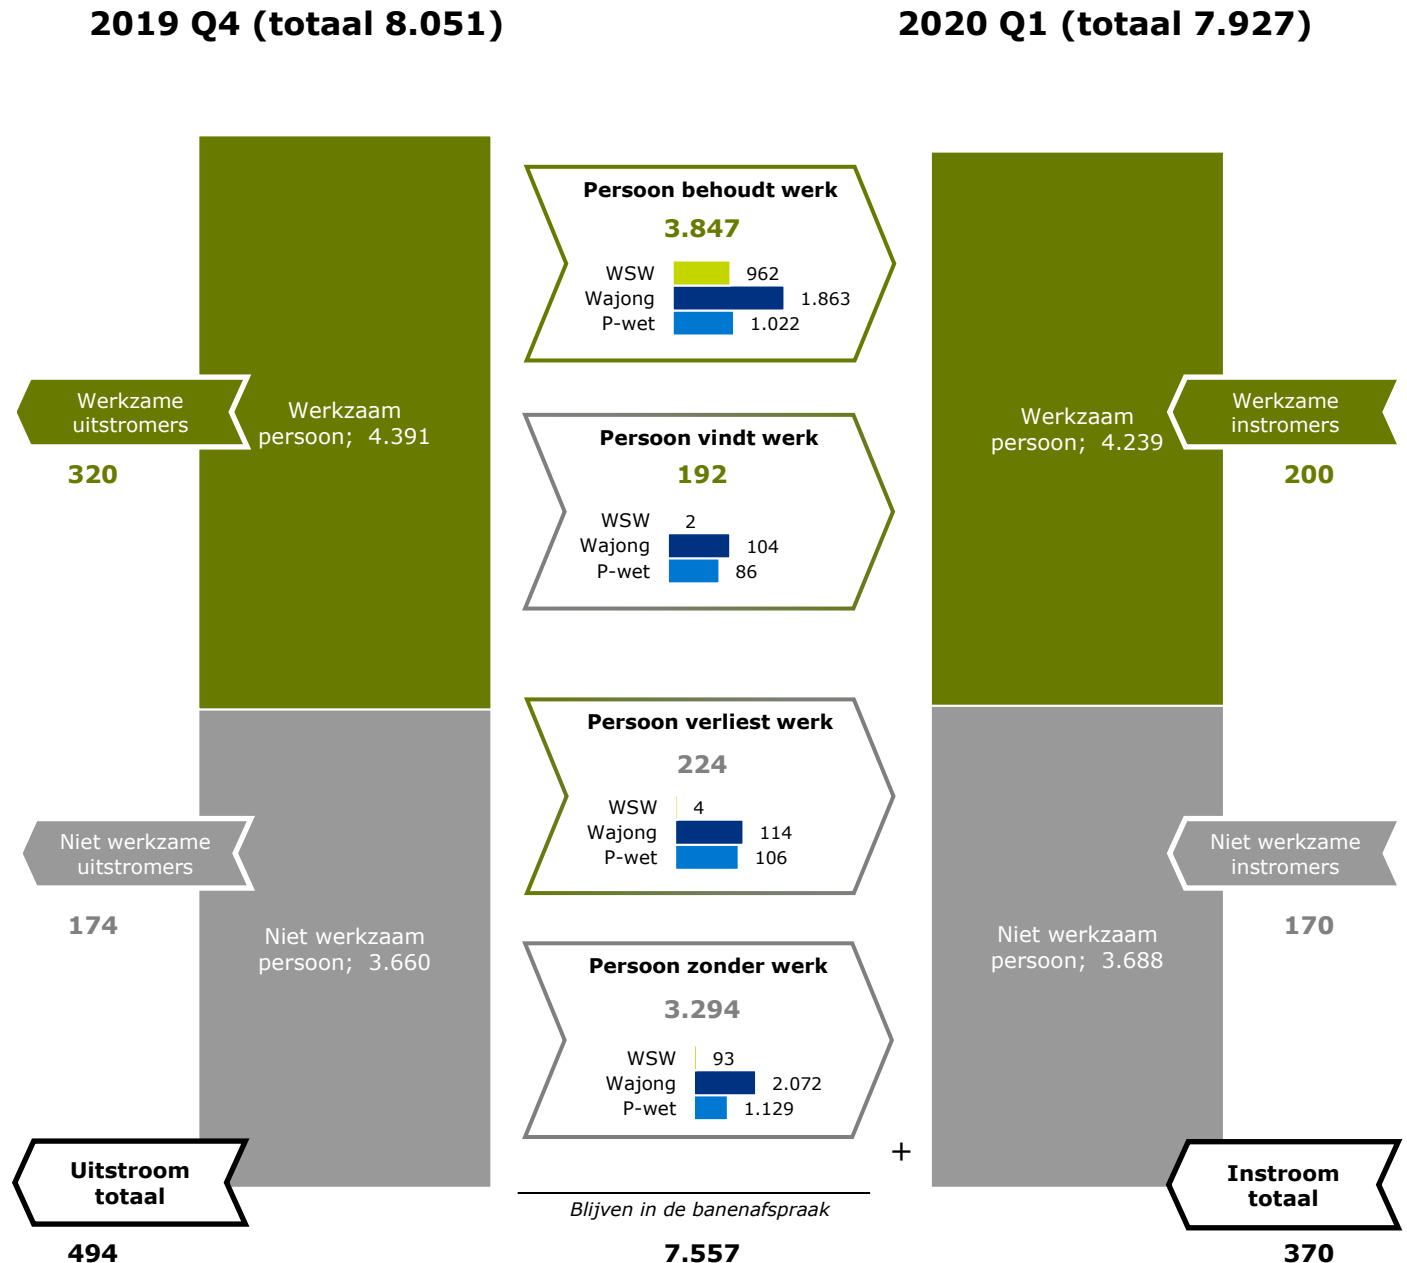 2019 Q4 (totaal 8.051)
2020 Q1 (totaal 7.927)
Persoon behoudt werk
3.847
WSW 962
Wajong 1.863
P-wet 1.022
Werkzame
uitstromers
320
Werkzaam
persoon; 4.391
Persoon vindt werk
192
WSW 2
Wajong 104
P-wet 86
Werkzaam
persoon; 4.239
Werkzame
instromers
200
Persoon verliest werk
224
WSW 4
Wajong 114
P-wet 106
Niet werkzame
uitstromers
174
Niet werkzaam
persoon; 3.660
Persoon zonder werk
3.294
WSW 93
Wajong 2.072
P-wet 1.129
Niet werkzaam
persoon; 3.688
Niet werkzame
instromers
170
+
Uitstroom
totaal
494
Blijven in de banenafspraak
7.557
Instroom
totaal
370